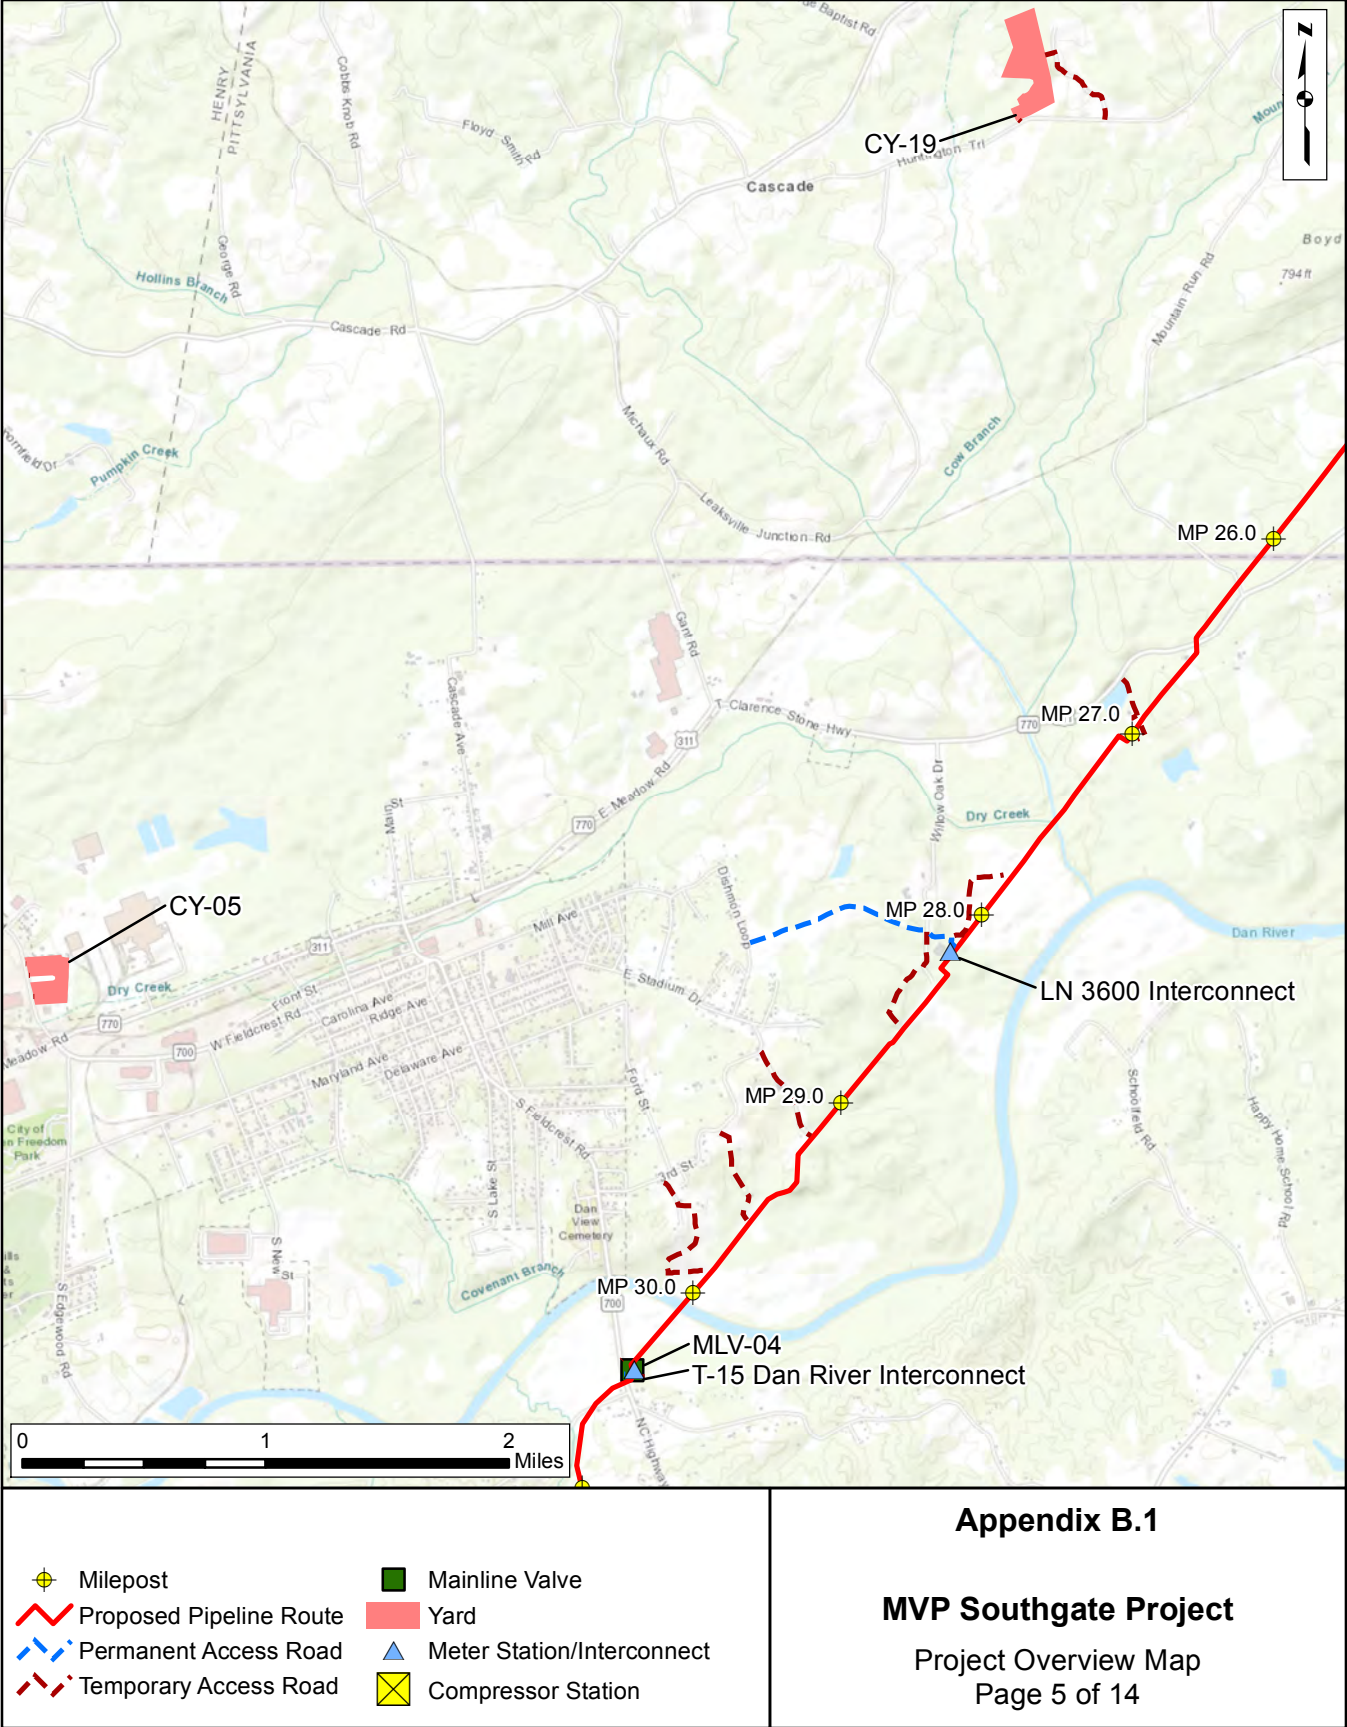 Baptist Rd
N
HENRY
PITTSYLVANIA
Cobbs Knob Rd
Floyd Smith Rd
CY-19
Huntington Trl
Cascade
George Rd
Hollins Branch
Cascade Rd
Boyd
794 ft
Mountain Run Rd
Pumpkin Creek
Michaux Rd
Cow Branch
Leaksville Junction Rd
MP 26.0
Gant Rd
Cascade Ave
T Clarence Stone Hwy
770
MP 27.0
311
E Meadow Rd
Willow Oak Dr
Main St
770
Dry Creek
Dishmon Loop
CY-05
MP 28.0
Mill Ave
311
Dan River
E Stadium Dr
LN 3600 Interconnect
Dry Creek
Front St
Carolina Ave
Ridge Ave
770
W Fieldcrest Rd
700
Meadow Rd
Maryland Ave
Delaware Ave
Ford St
Schoolfield Rd
Happy Home School Rd
MP 29.0
S Fieldcrest Rd
City of
n Freedom
Park
3rd St
S Lake St
Dan
View
Cemetery
S New St
Covenant Branch
MP 30.0
700
S Edgewood Rd
MLV-04
T-15 Dan River Interconnect
NC Highway
0 1 2
Miles
Milepost
Proposed Pipeline Route
Permanent Access Road
Temporary Access Road
Mainline Valve
Yard
Meter Station/Interconnect
Compressor Station
Appendix B.1
MVP Southgate Project
Project Overview Map
Page 5 of 14